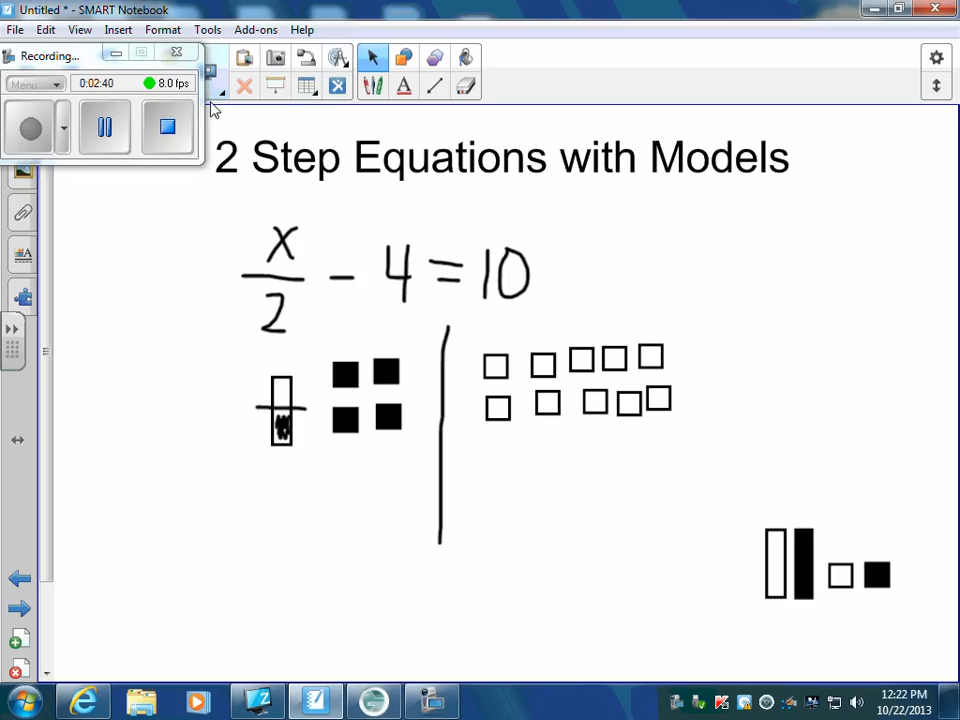 Untitled * - SMART Notebook
File Edit View Insert Format Tools Add-ons Help
Recording...
Menu 0:02:40 8.0 fps
2 Step Equations with Models
x
2
- 4 = 10
12:22 PM
10/22/2013